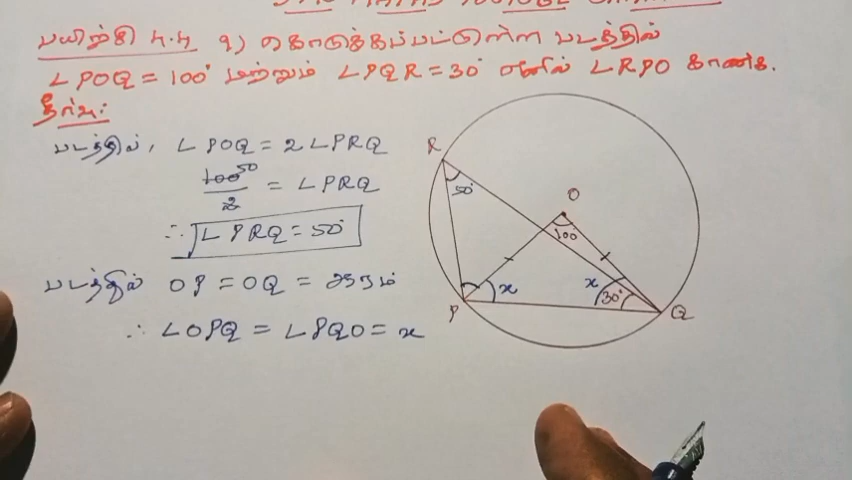 பயிற்சி 4.4 9) கொடுக்கப்பட்டுள்ள படத்தில்
∠POQ = 100° மற்றும் ∠PQR = 30° எனில் ∠RPO காண்க.
தீர்வு:
படத்தில், ∠POQ = 2∠PRQ
100/2 50 = ∠PRQ
∴ ∠PRQ = 50°
படத்தில் OP = OQ = ஆரம்
∴ ∠OPQ = ∠PQO = x
R
50°
O
100°
x
x
30°
P
Q